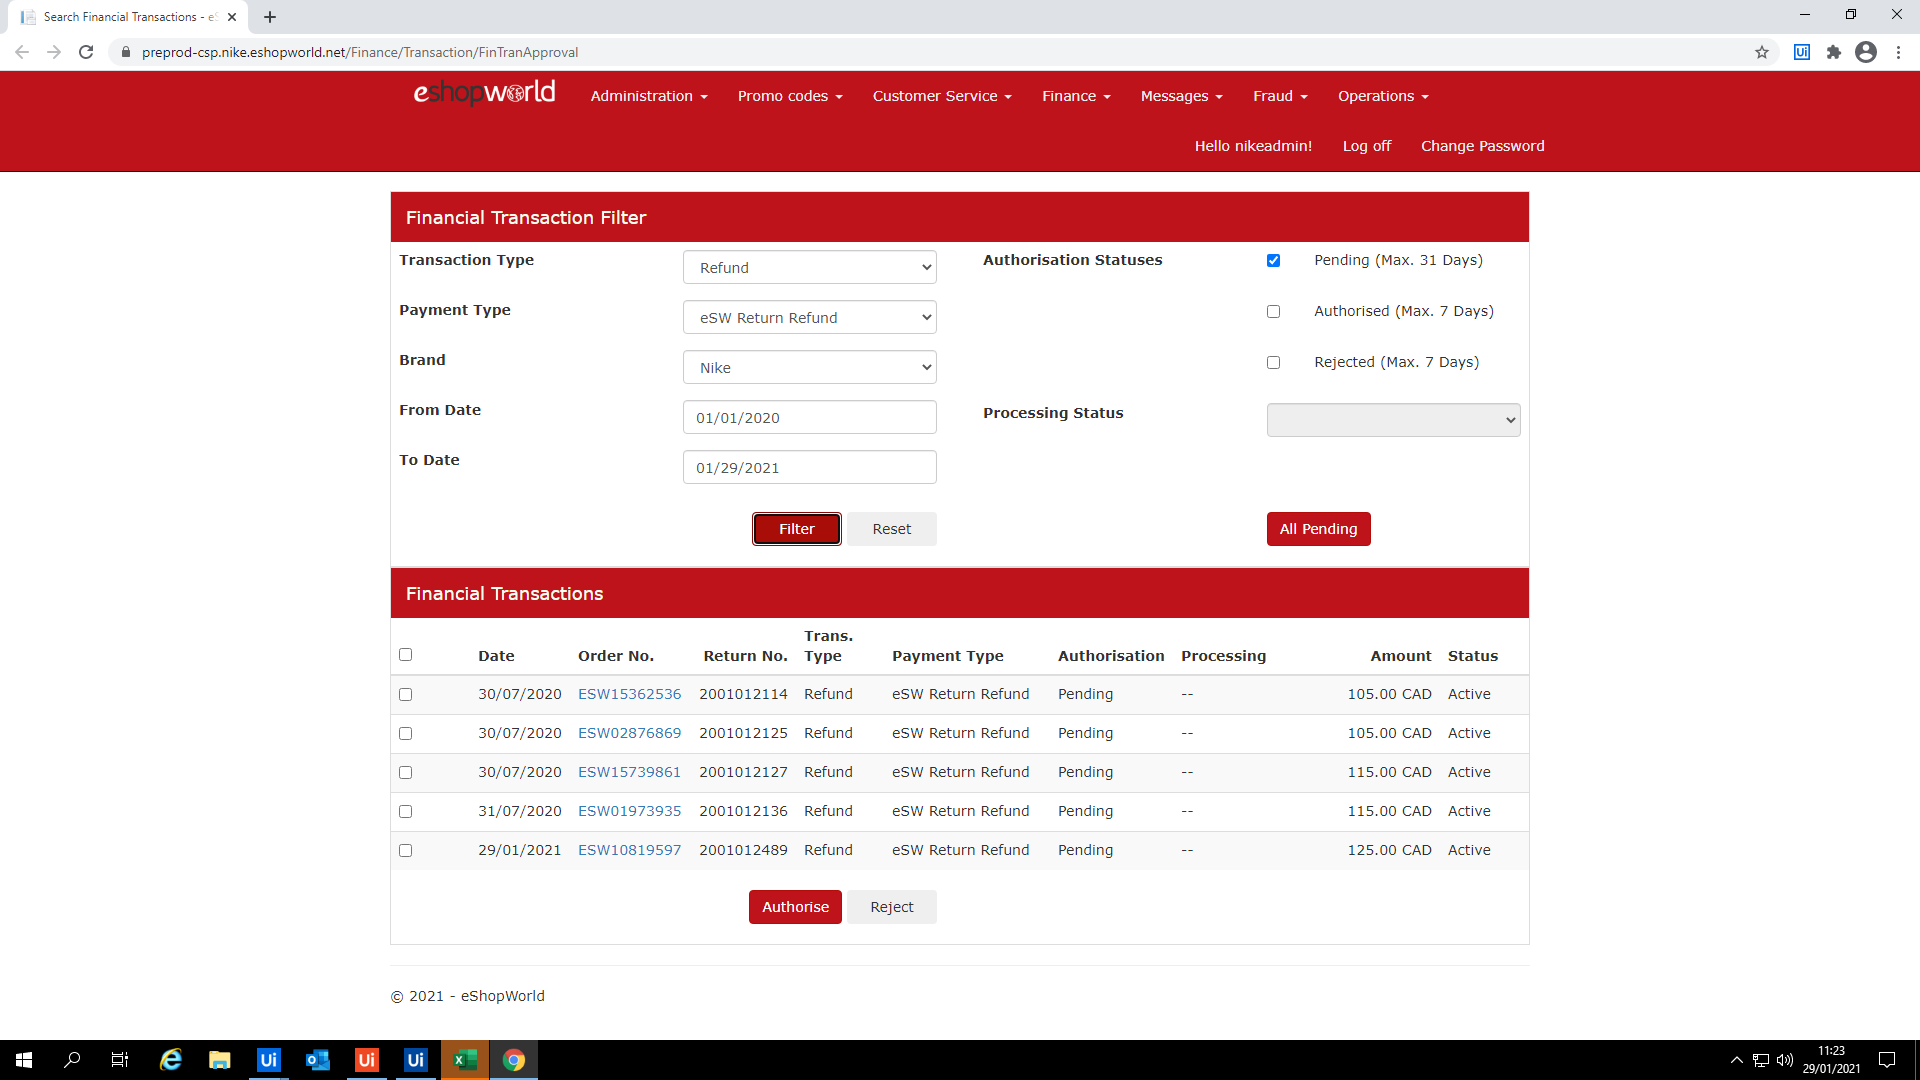 Search Financial Transactions - eS
preprod-csp.nike.eshopworld.net/Finance/Transaction/FinTranApproval
eshopworld Administration Promo codes Customer Service Finance Messages Fraud Operations
Hello nikeadmin! Log off Change Password
Financial Transaction Filter
Transaction Type Refund Authorisation Statuses Pending (Max. 31 Days)
Payment Type eSW Return Refund Authorised (Max. 7 Days)
Brand Nike Rejected (Max. 7 Days)
From Date 01/01/2020 Processing Status
To Date 01/29/2021
Filter Reset All Pending
Financial Transactions
Date Order No. Return No. Trans. Type Payment Type Authorisation Processing Amount Status
30/07/2020 ESW15362536 2001012114 Refund eSW Return Refund Pending -- 105.00 CAD Active
30/07/2020 ESW02876869 2001012125 Refund eSW Return Refund Pending -- 105.00 CAD Active
30/07/2020 ESW15739861 2001012127 Refund eSW Return Refund Pending -- 115.00 CAD Active
31/07/2020 ESW01973935 2001012136 Refund eSW Return Refund Pending -- 115.00 CAD Active
29/01/2021 ESW10819597 2001012489 Refund eSW Return Refund Pending -- 125.00 CAD Active
Authorise Reject
© 2021 - eShopWorld
Ui Ui Ui 11:23
29/01/2021